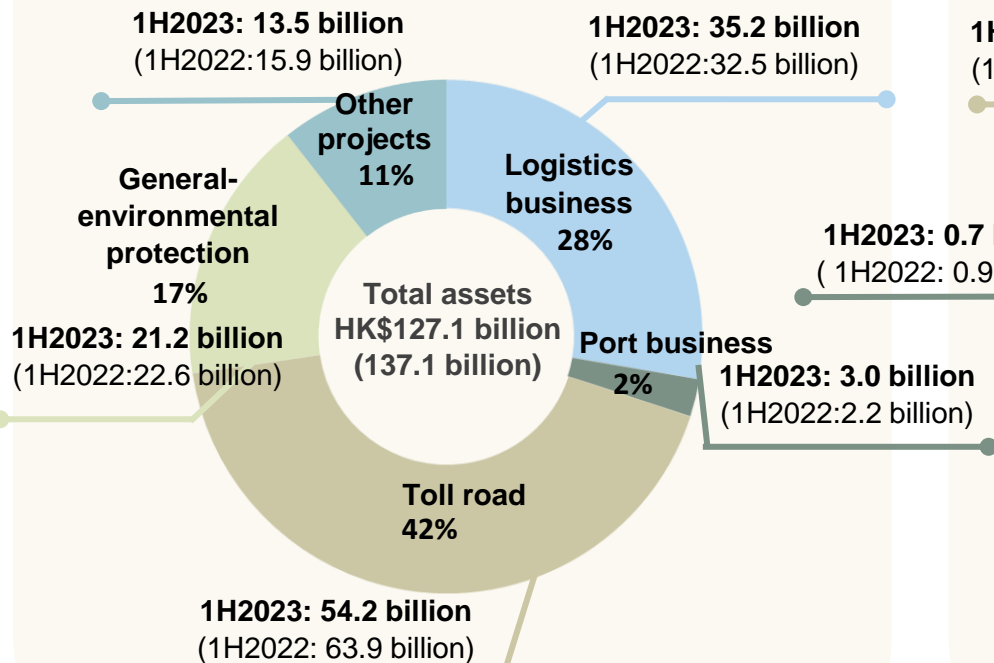 1H2023: 13.5 billion
(1H2022:15.9 billion)
1H2023: 35.2 billion
(1H2022:32.5 billion)
Other
projects
11%
Logistics
business
28%
General-
environmental
protection
17%
1H2023: 21.2 billion
(1H2022:22.6 billion)
Total assets
HK$127.1 billion
(137.1 billion)
Port business
2%
1H2023: 3.0 billion
(1H2022:2.2 billion)
1H2023: 0.7
( 1H2022: 0.9
Toll road
42%
1H2023: 54.2 billion
(1H2022: 63.9 billion)